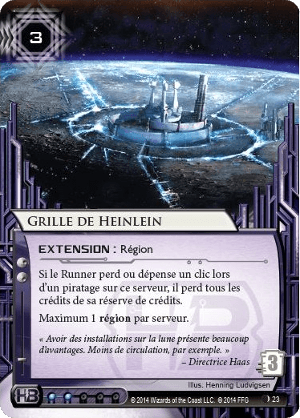 3
GRILLE DE HEINLEIN
EXTENSION : Région
Si le Runner perd ou dépense un clic lors
d'un piratage sur ce serveur, il perd tous les
crédits de sa réserve de crédits.
Maximum 1 région par serveur.
« Avoir des installations sur la lune présente beaucoup
d'avantages. Moins de circulation, par exemple. »
– Directrice Haas
3
Illus. Henning Ludvigsen
HB
© 2014 Wizards of the Coast LLC. © 2014 FFG
23